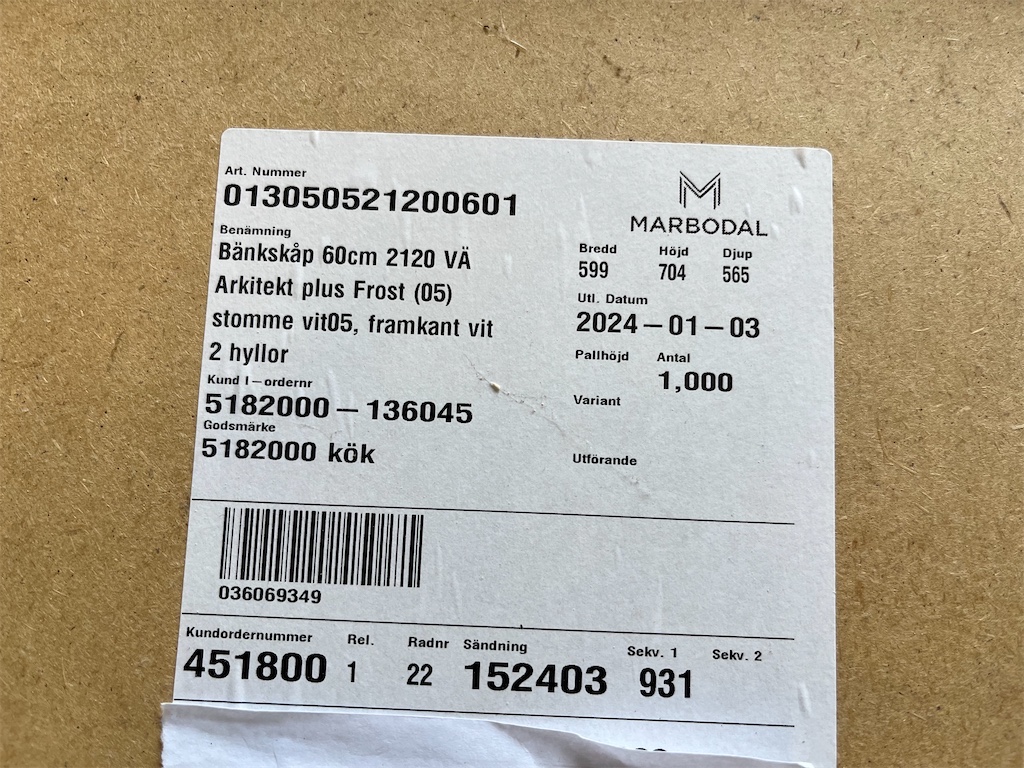 Art. Nummer
013050521200601
Benämning
Bänkskåp 60cm 2120 VÄ
Arkitekt plus Frost (05)
stomme vit05, framkant vit
2 hyllor
Kund I-ordernr
5182000-136045
Godsmärke
5182000 kök
MARBODAL
Bredd Höjd Djup
599 704 565
Utl. Datum
2024-01-03
Pallhöjd Antal
1,000
Variant
Utförande
036069349
Kundordernummer Rel. Radnr Sändning Sekv. 1 Sekv. 2
451800 1 22 152403 931